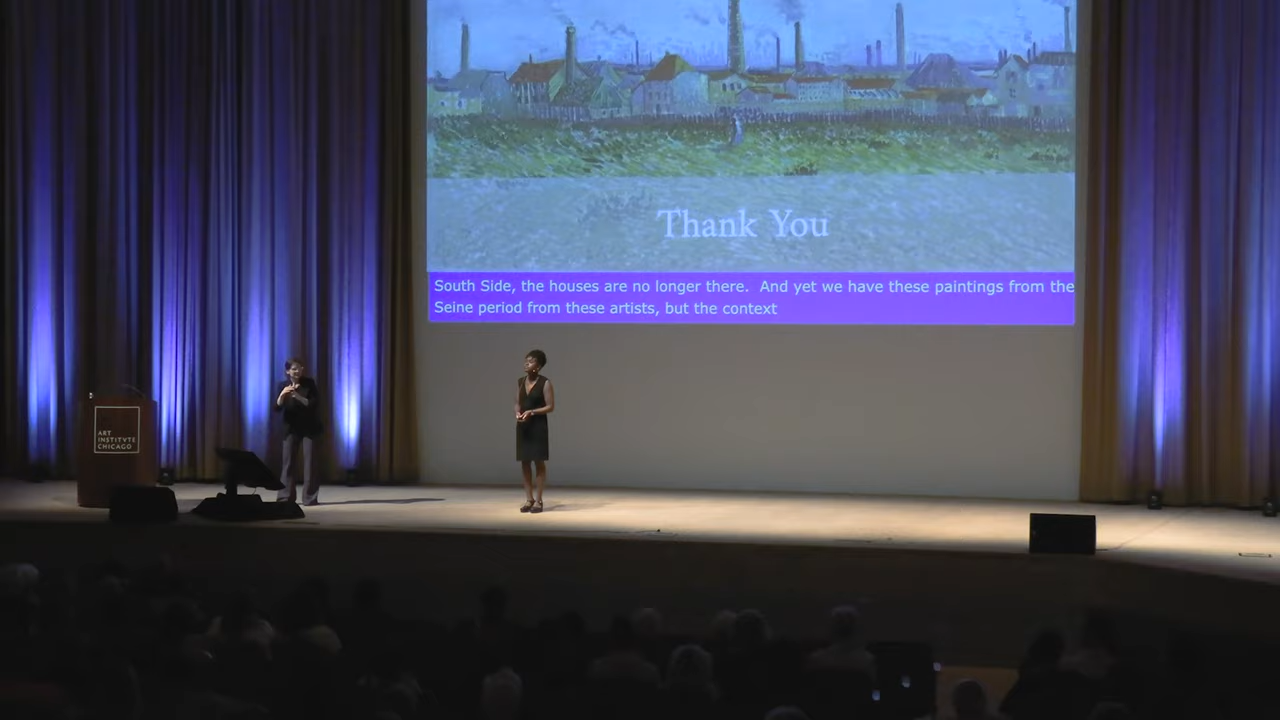 Thank You
South Side, the houses are no longer there.  And yet we have these paintings from the
Seine period from these artists, but the context
ART
INSTITVTE
CHICAGO